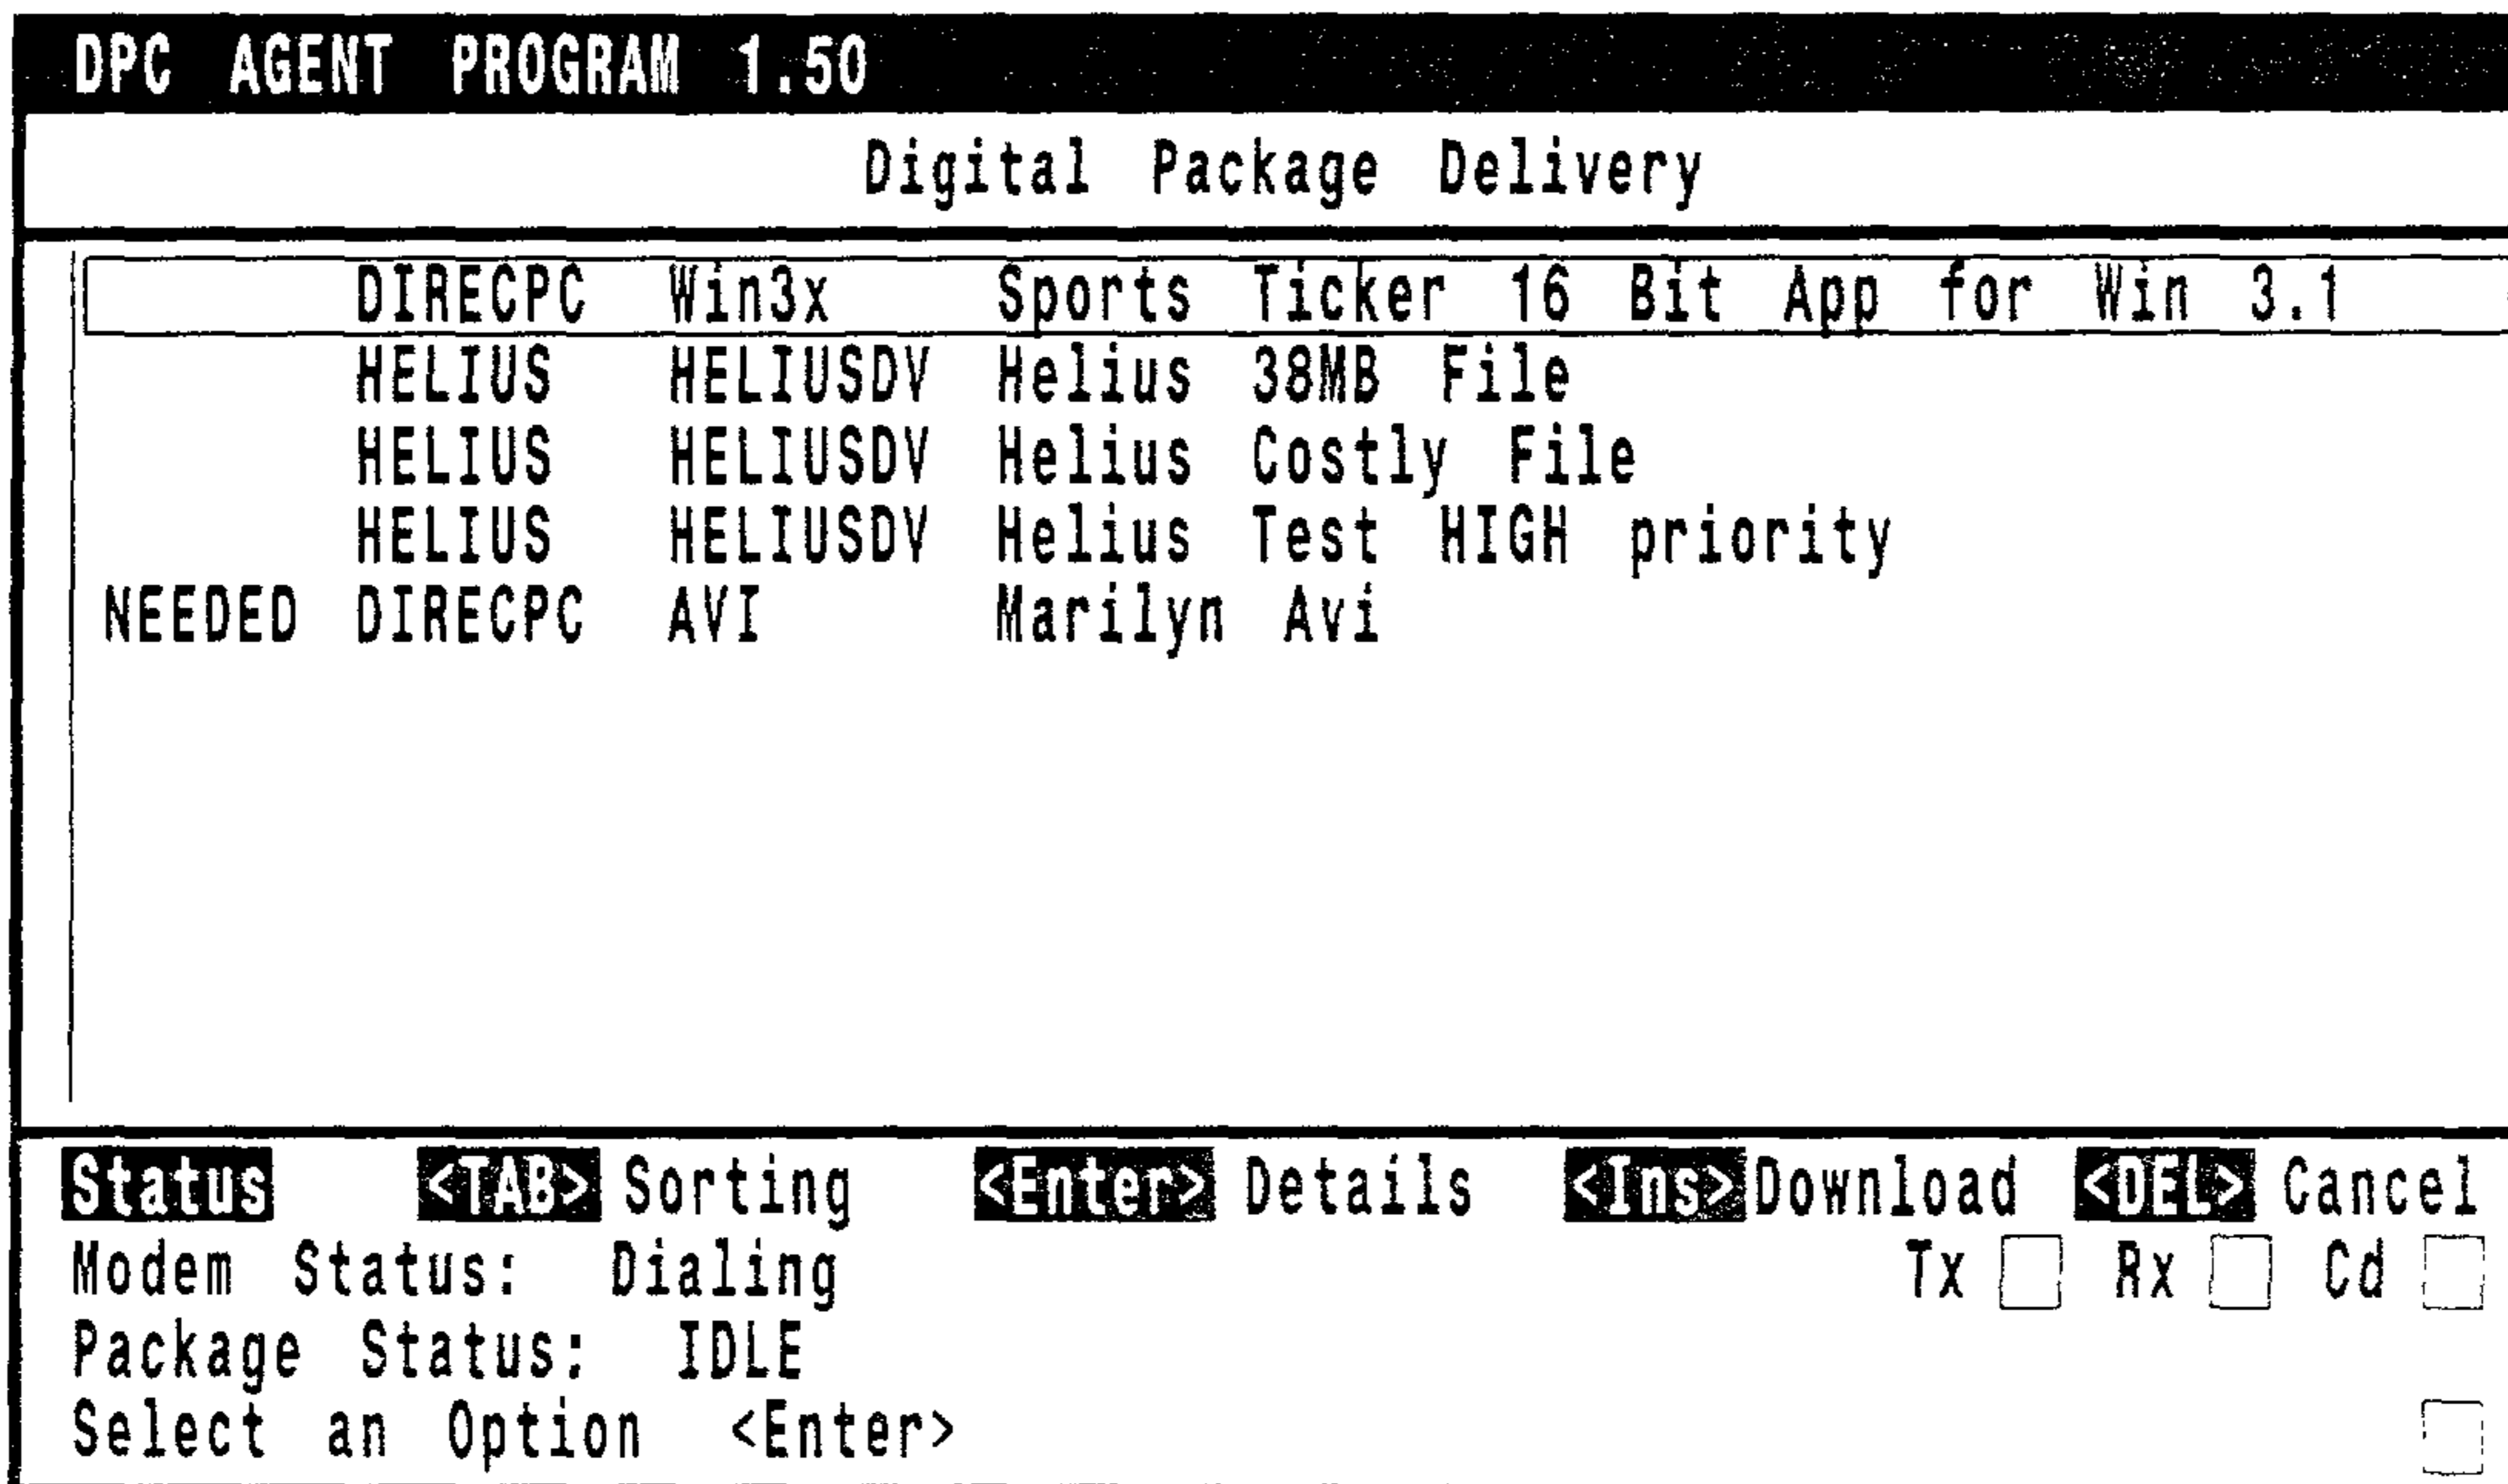 DPC AGENT PROGRAM 1.50
Digital Package Delivery
DIRECPC Win3x Sports Ticker 16 Bit App for Win 3.1
HELIUS HELIUSDV Helius 38MB File
HELIUS HELIUSDV Helius Costly File
HELIUS HELIUSDV Helius Test HIGH priority
NEEDED DIRECPC AVI Marilyn Avi
Status <TAB> Sorting <Enter> Details <Ins> Download <DEL> Cancel
Modem Status: Dialing Tx Rx Cd
Package Status: IDLE
Select an Option <Enter>